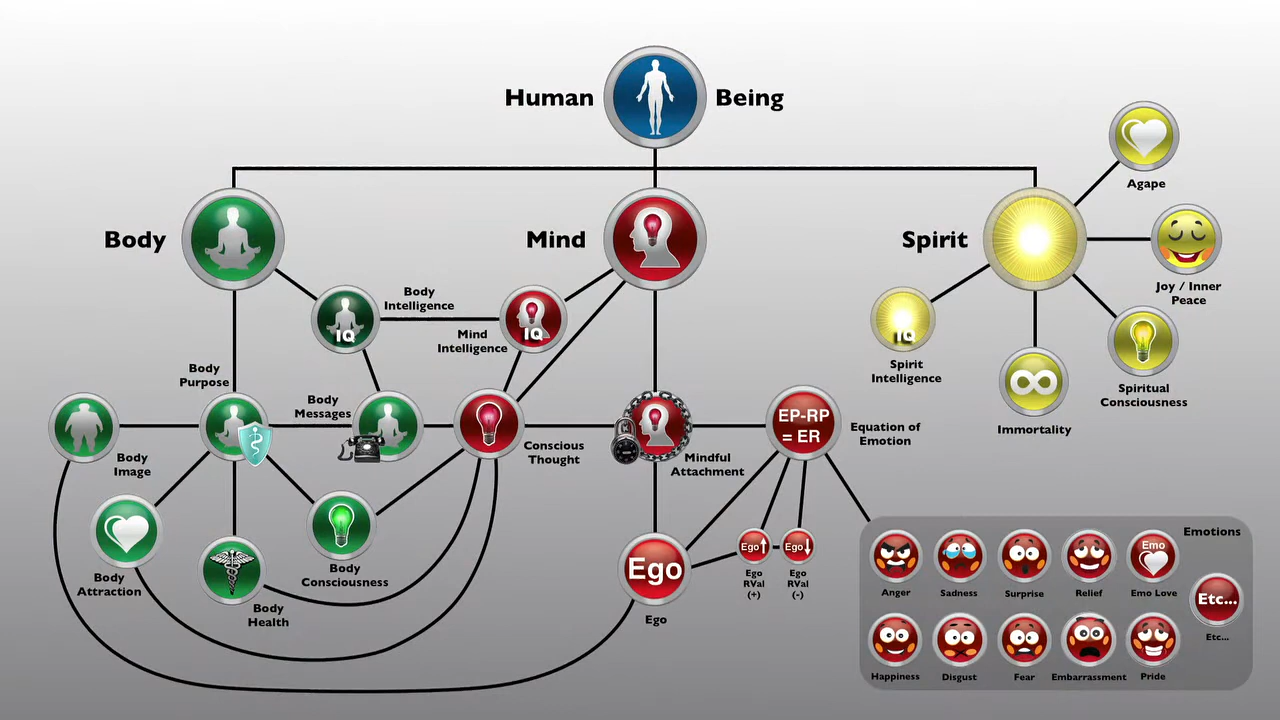 Human Being
Agape
Body
Mind
Spirit
Joy / Inner
Peace
Body
Intelligence
IQ
Mind
Intelligence
IQ
IQ
Spirit
Intelligence
Immortality
Spiritual
Consciousness
Body
Purpose
Body
Messages
Body
Image
Conscious
Thought
Mindful
Attachment
EP-RP
= ER
Equation of
Emotion
Body
Attraction
Body
Health
Body
Consciousness
Ego
Ego
Ego
Ego
RVal
(+)
Ego
Ego
RVal
(-)
Emotions
Anger
Sadness
Surprise
Relief
Emo
Emo Love
Etc...
Etc...
Happiness
Disgust
Fear
Embarrassment
Pride